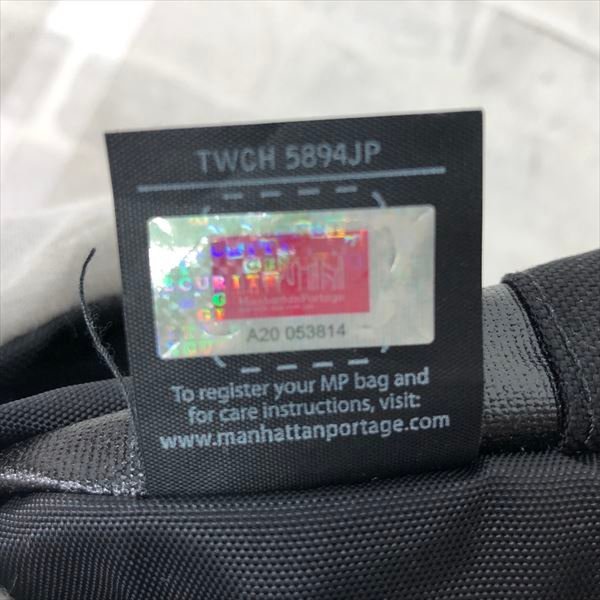 TWCH 5894JP
SECURITY
ManhattanPortage
A20 053814
To register your MP bag and
for care instructions, visit:
www.manhattanportage.com